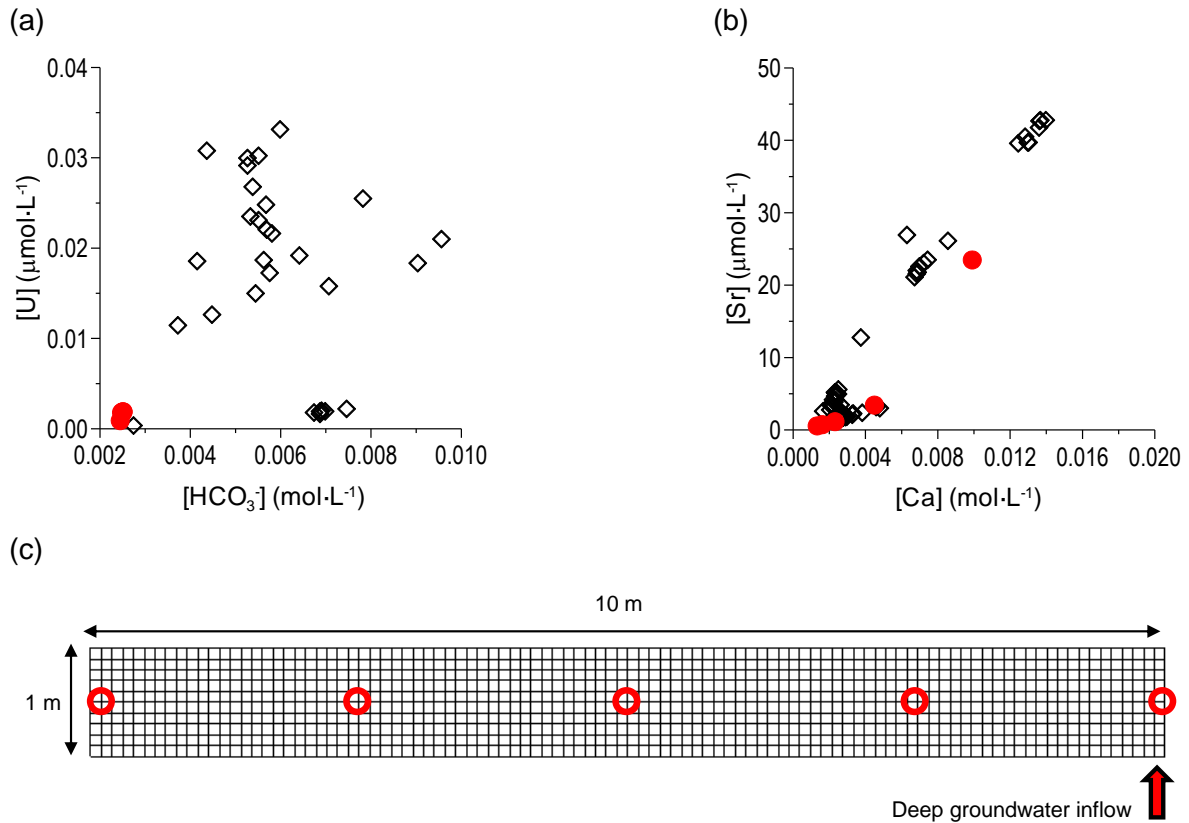 (a)
[U] (μmol·L⁻¹)
0.04
0.03
0.02
0.01
0.00
0.002 0.004 0.006 0.008 0.010
[HCO₃⁻] (mol·L⁻¹)
(b)
[Sr] (μmol·L⁻¹)
50
40
30
20
10
0
0.000 0.004 0.008 0.012 0.016 0.020
[Ca] (mol·L⁻¹)
(c)
10 m
1 m
Deep groundwater inflow